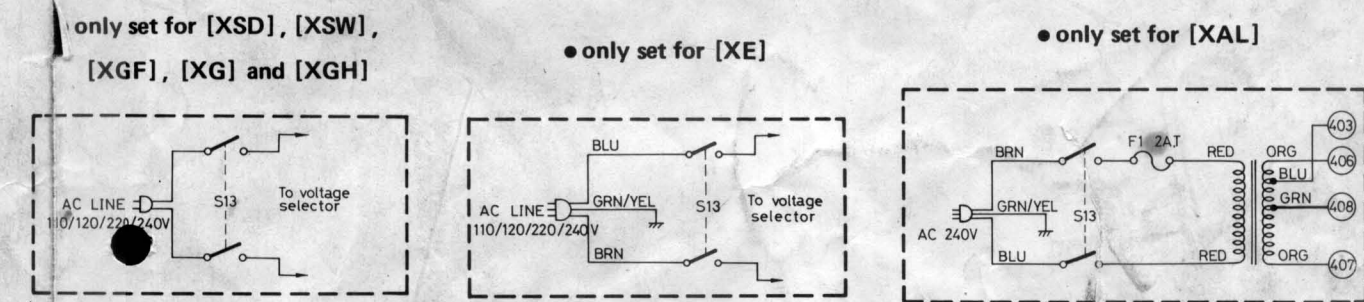 only set for [XSD], [XSW],
[XGF], [XG] and [XGH]
AC LINE
110/120/220/240V
S13
To voltage
selector
● only set for [XE]
BLU
AC LINE
GRN/YEL
110/120/220/240V
BRN
S13
To voltage
selector
● only set for [XAL]
BRN
F1 2A.T
RED
ORG
BLU
GRN
GRN/YEL
AC 240V
S13
BLU
RED
ORG
403
406
408
407